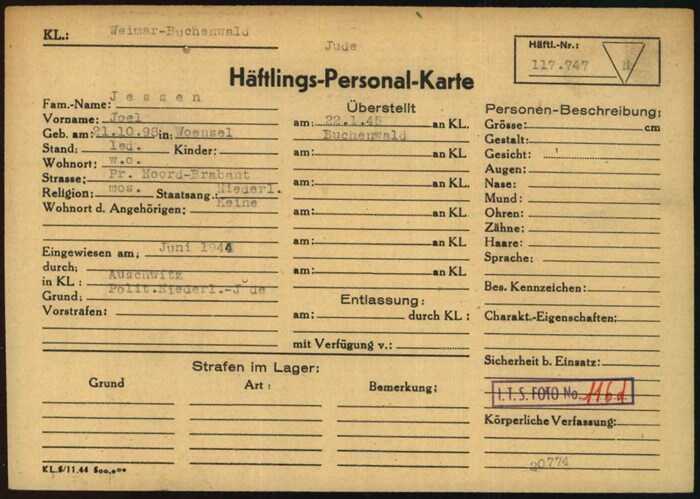 KL.: Weimar-Buchenwald
Jude
Häftl.-Nr.:
117.747 N
Häftlings-Personal-Karte
Fam.-Name: Jessen
Vorname: Joel
Geb. am: 21.10.98 in: Woensel
Stand: led. Kinder:
Wohnort: w.o.
Strasse: Pr. Noord-Brabant
Religion: mos. Staatsang.: Niederl.
Wohnort d. Angehörigen: Keine
Eingewiesen am: Juni 1944
durch:
in KL: Auschwitz
Grund: Polit.Niederl.-Jude
Vorstrafen:
Überstellt
am: 22.1.45 an KL.
Buchenwald
am: an KL.
am: an KL.
am: an KL.
am: an KL.
am: an KL.
Entlassung:
am: durch KL:
mit Verfügung v.:
Personen-Beschreibung:
Grösse: cm
Gestalt:
Gesicht:
Augen:
Nase:
Mund:
Ohren:
Zähne:
Haare:
Sprache:
Bes. Kennzeichen:
Charakt.-Eigenschaften:
Sicherheit b. Einsatz:
I.T.S. FOTO No.
Körperliche Verfassung:
20774
Strafen im Lager:
Grund Art: Bemerkung:
KL.5/11.44 500.000